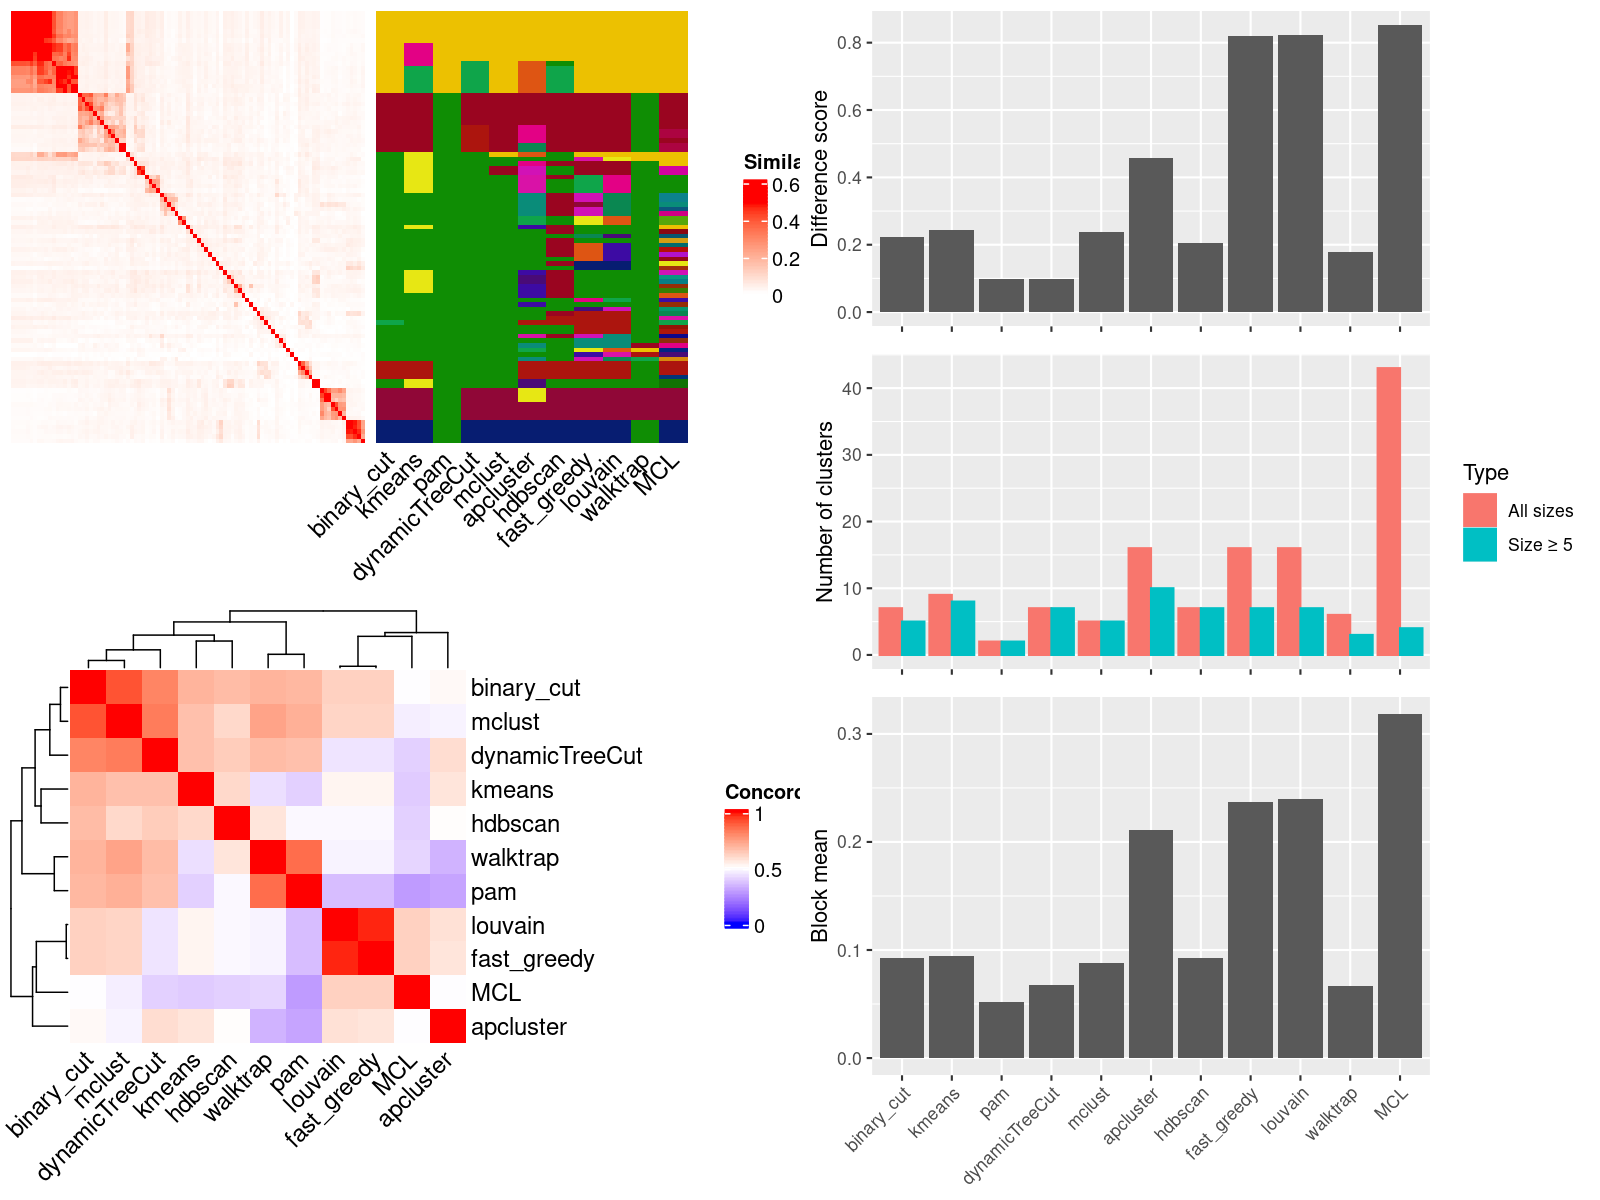 Simila
0.6
0.4
0.2
0
binary_cut
kmeans
pam
dynamicTreeCut
mclust
apcluster
hdbscan
fast_greedy
louvain
walktrap
MCL
binary_cut
mclust
dynamicTreeCut
kmeans
hdbscan
walktrap
pam
louvain
fast_greedy
MCL
apcluster
binary_cut
mclust
dynamicTreeCut
kmeans
hdbscan
walktrap
pam
louvain
fast_greedy
MCL
apcluster
Concord
1
0.5
0
Difference score
0.8
0.6
0.4
0.2
0.0
Number of clusters
40
30
20
10
0
Type
All sizes
Size ≥ 5
Block mean
0.3
0.2
0.1
0.0
binary_cut
kmeans
pam
dynamicTreeCut
mclust
apcluster
hdbscan
fast_greedy
louvain
walktrap
MCL